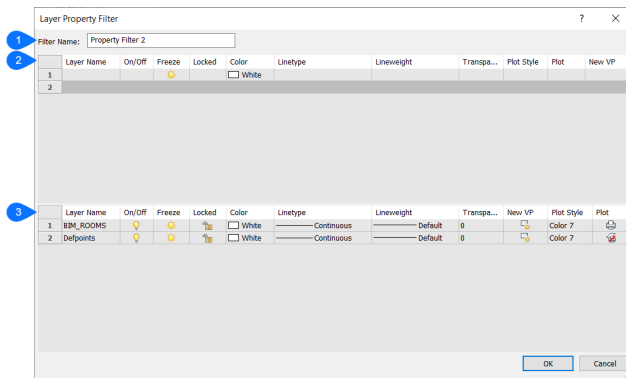 Layer Property Filter ? X
1 Filter Name: Property Filter 2
2 Layer Name On/Off Freeze Locked Color Linetype Lineweight Transpa... Plot Style Plot New VP
1 White
2
3 Layer Name On/Off Freeze Locked Color Linetype Lineweight Transpa... New VP Plot Style Plot
1 BIM_ROOMS White Continuous Default 0 Color 7
2 Defpoints White Continuous Default 0 Color 7
OK Cancel